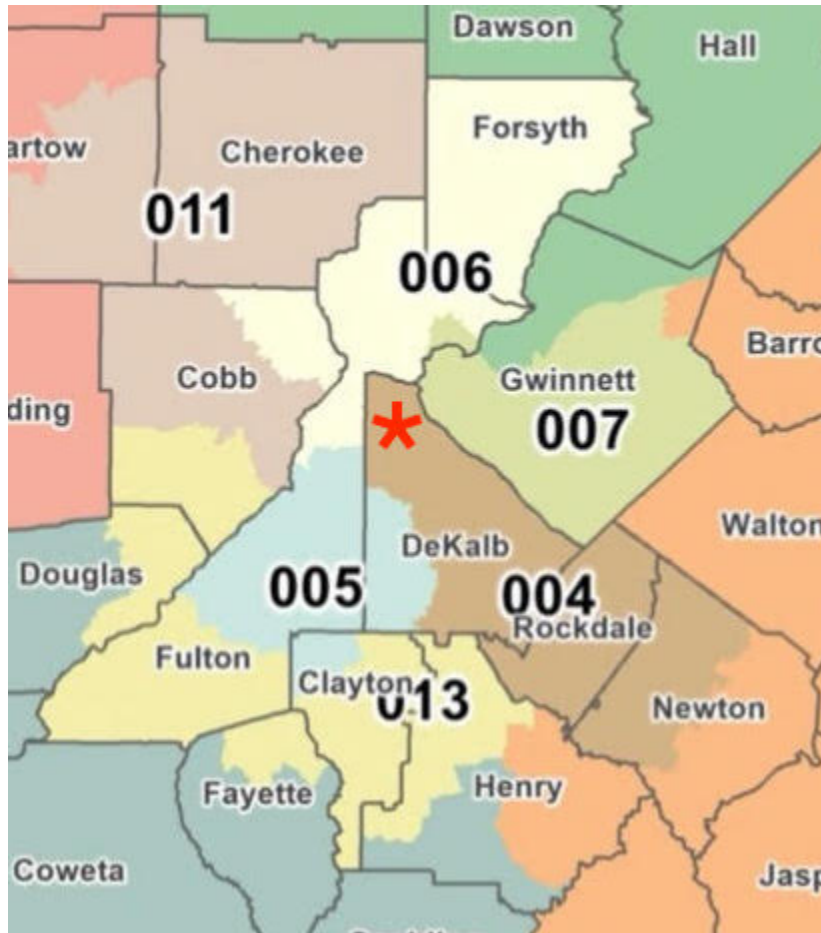 Dawson
Hall
Forsyth
artow
Cherokee
011
006
Barro
Cobb
Gwinnett
ding
007
*
Walton
DeKalb
Douglas
005
004
Rockdale
Fulton
Clayton
013
Newton
Henry
Fayette
Coweta
Jasp